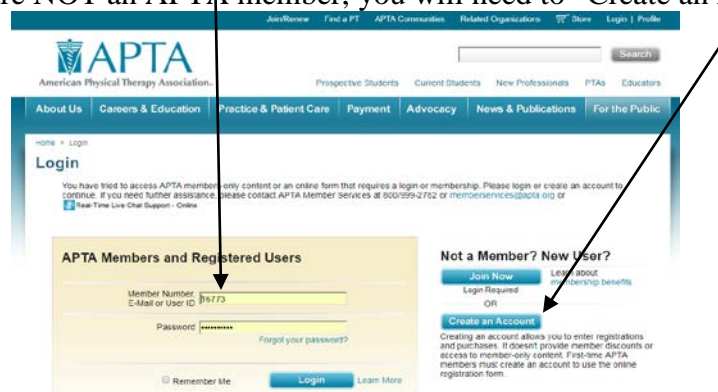 re NOT an APTA member, you will need to "Create an
Join/Renew Find a PT APTA Communities Related Organizations Store Login | Profile
APTA
American Physical Therapy Association
Search
Prospective Students Current Students New Professionals PTAs Educators
About Us Careers & Education Practice & Patient Care Payment Advocacy News & Publications For the Public
Home > Login
Login
You have tried to access APTA members-only content or an online form that requires a login or membership. Please login or create an account to
continue. If you need further assistance, please contact APTA Member Services at 800/999-2782 or memberservices@apta.org or
Real-Time Live Chat Support - Online
APTA Members and Registered Users
Member Number,
E-Mail or User ID
16773
Password
Forgot your password?
Remember Me Login Learn More
Not a Member? New User?
Join Now Learn about
membership benefits
Login Required
OR
Create an Account
Creating an account allows you to enter registrations
and purchases. It doesn't provide member discounts or
access to member-only content. First-time APTA
members must create an account to use the online
registration form.